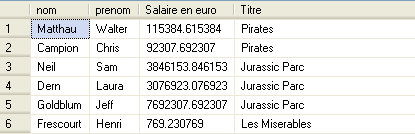 nom prenom Salaire en euro Titre
1 Matthau Walter 115384.615384 Pirates
2 Campion Chris 92307.692307 Pirates
3 Neil Sam 3846153.846153 Jurassic Parc
4 Dern Laura 3076923.076923 Jurassic Parc
5 Goldblum Jeff 7692307.692307 Jurassic Parc
6 Frescourt Henri 769.230769 Les Miserables